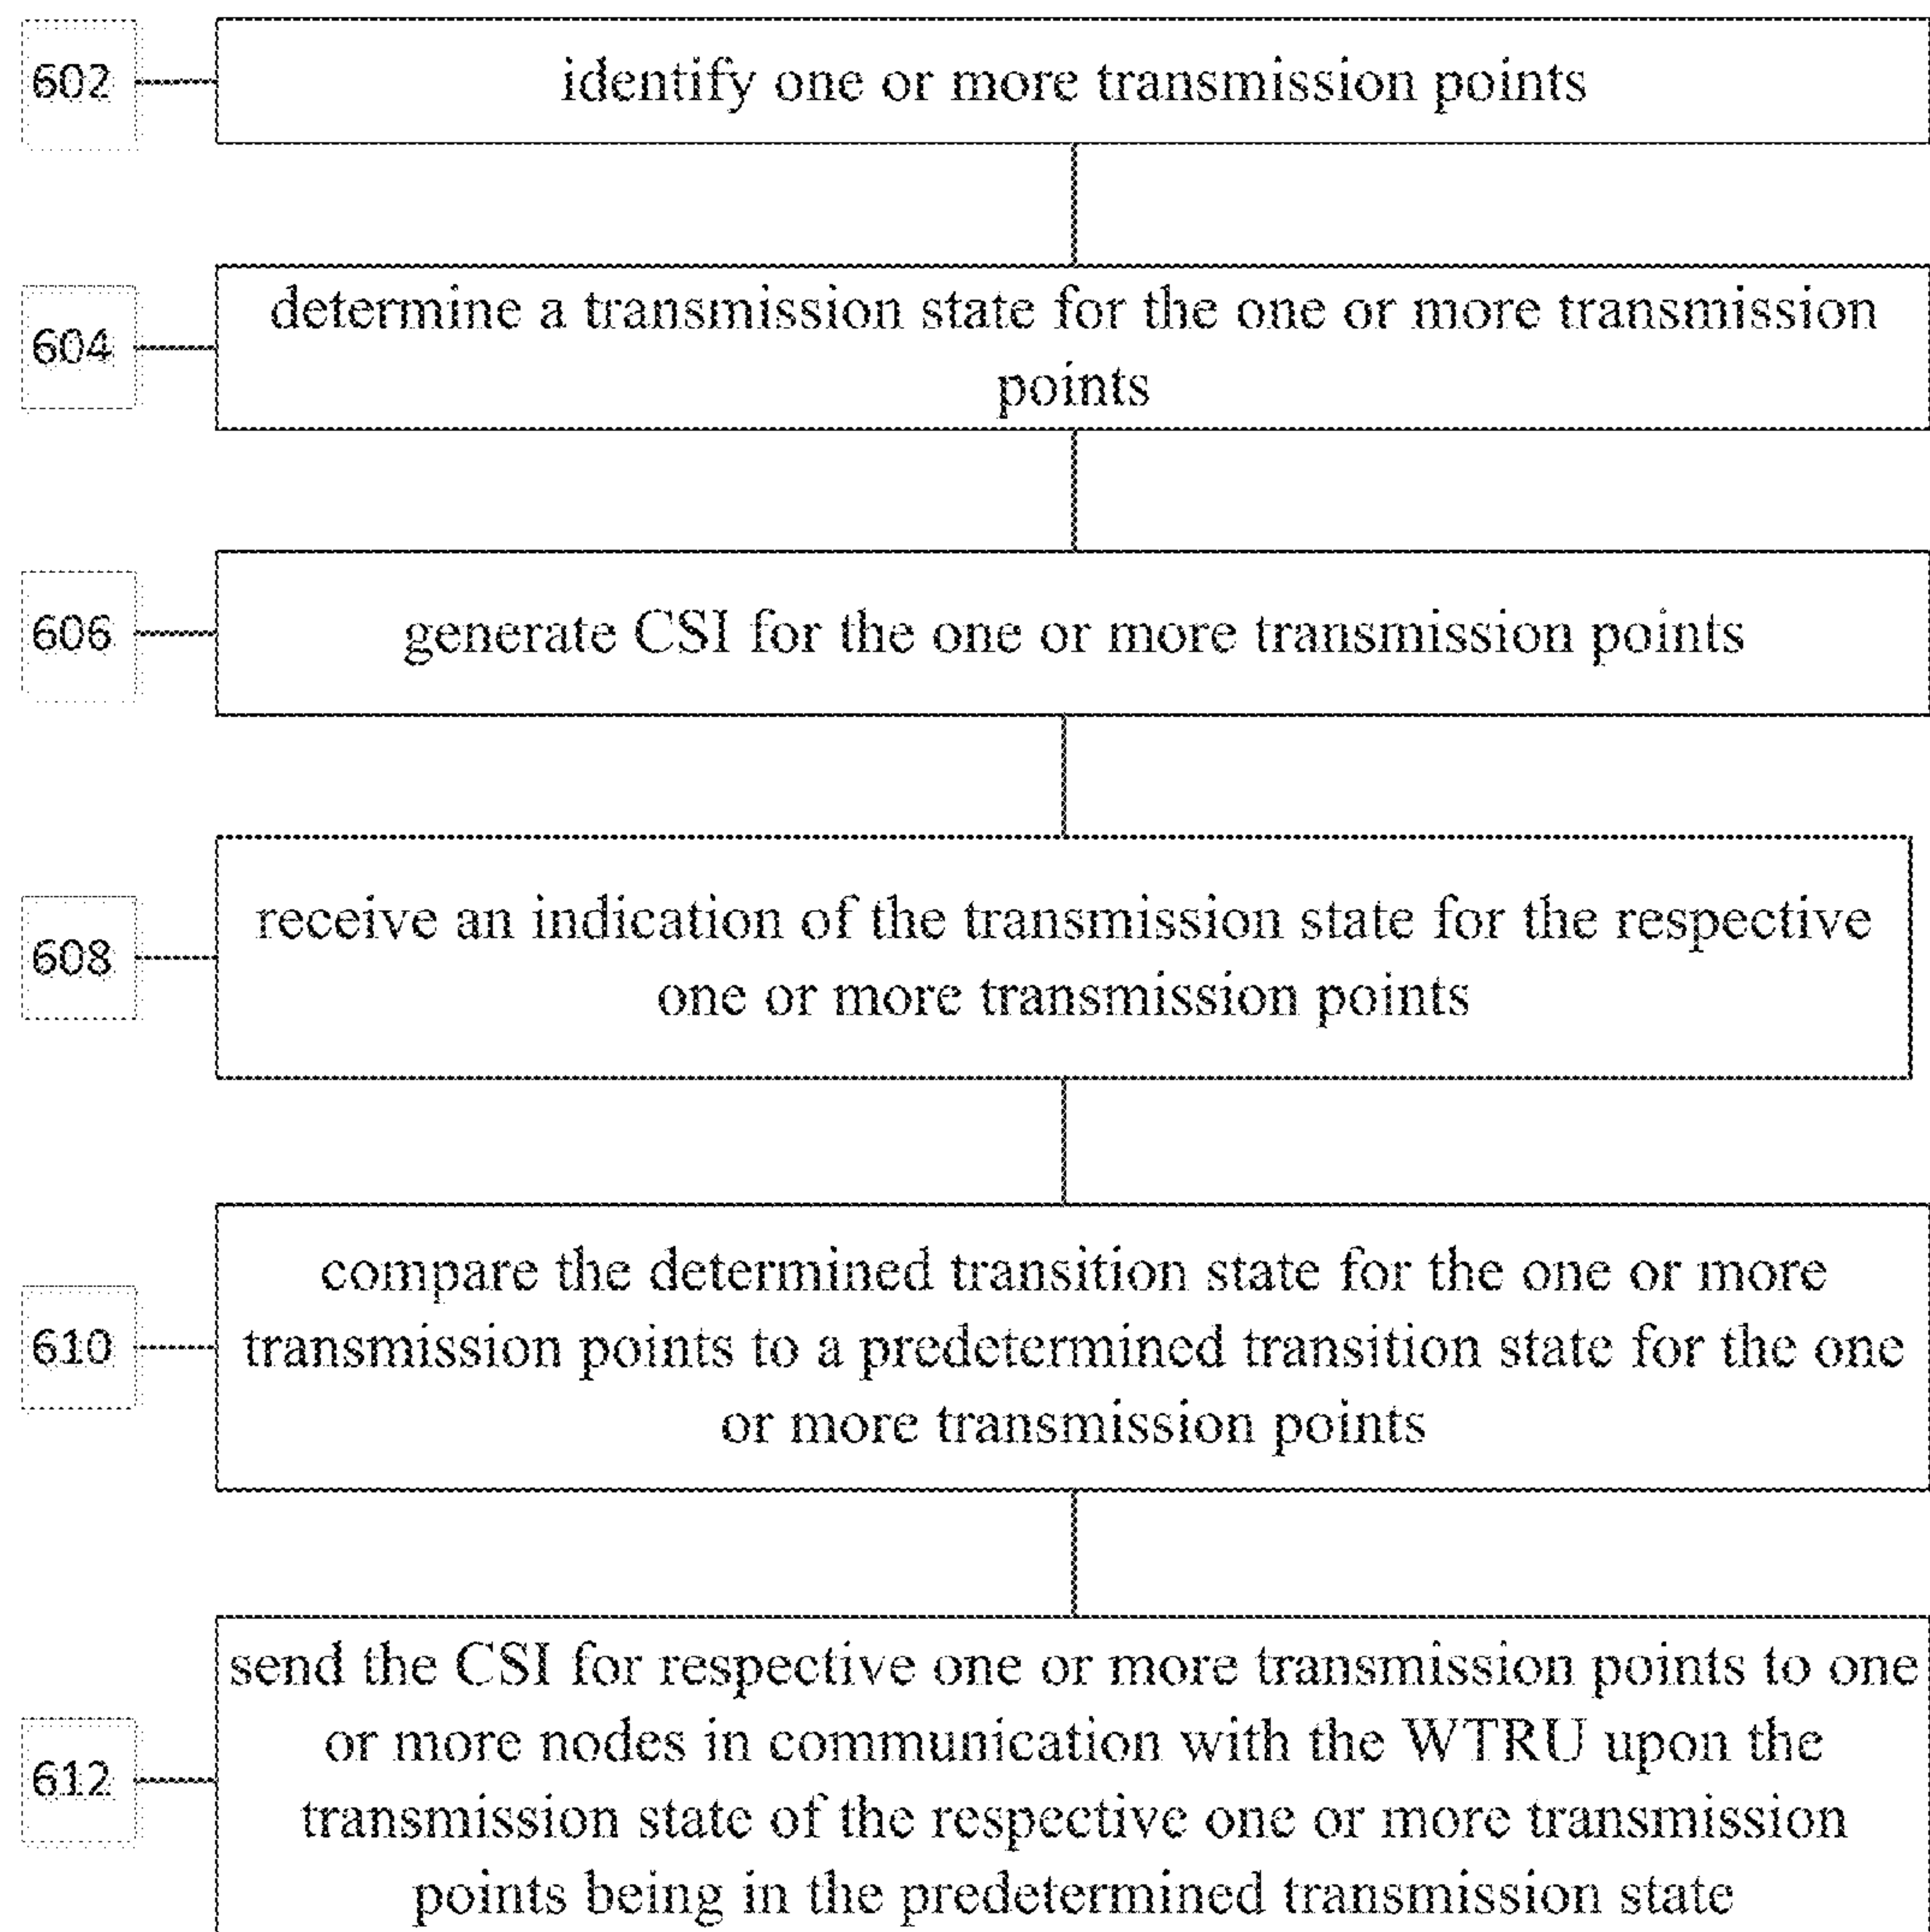 602
identify one or more transmission points
604
determine a transmission state for the one or more transmission
points
606
generate CSI for the one or more transmission points
608
receive an indication of the transmission state for the respective
one or more transmission points
610
compare the determined transition state for the one or more
transmission points to a predetermined transition state for the one
or more transmission points
612
send the CSI for respective one or more transmission points to one
or more nodes in communication with the WTRU upon the
transmission state of the respective one or more transmission
points being in the predetermined transmission state